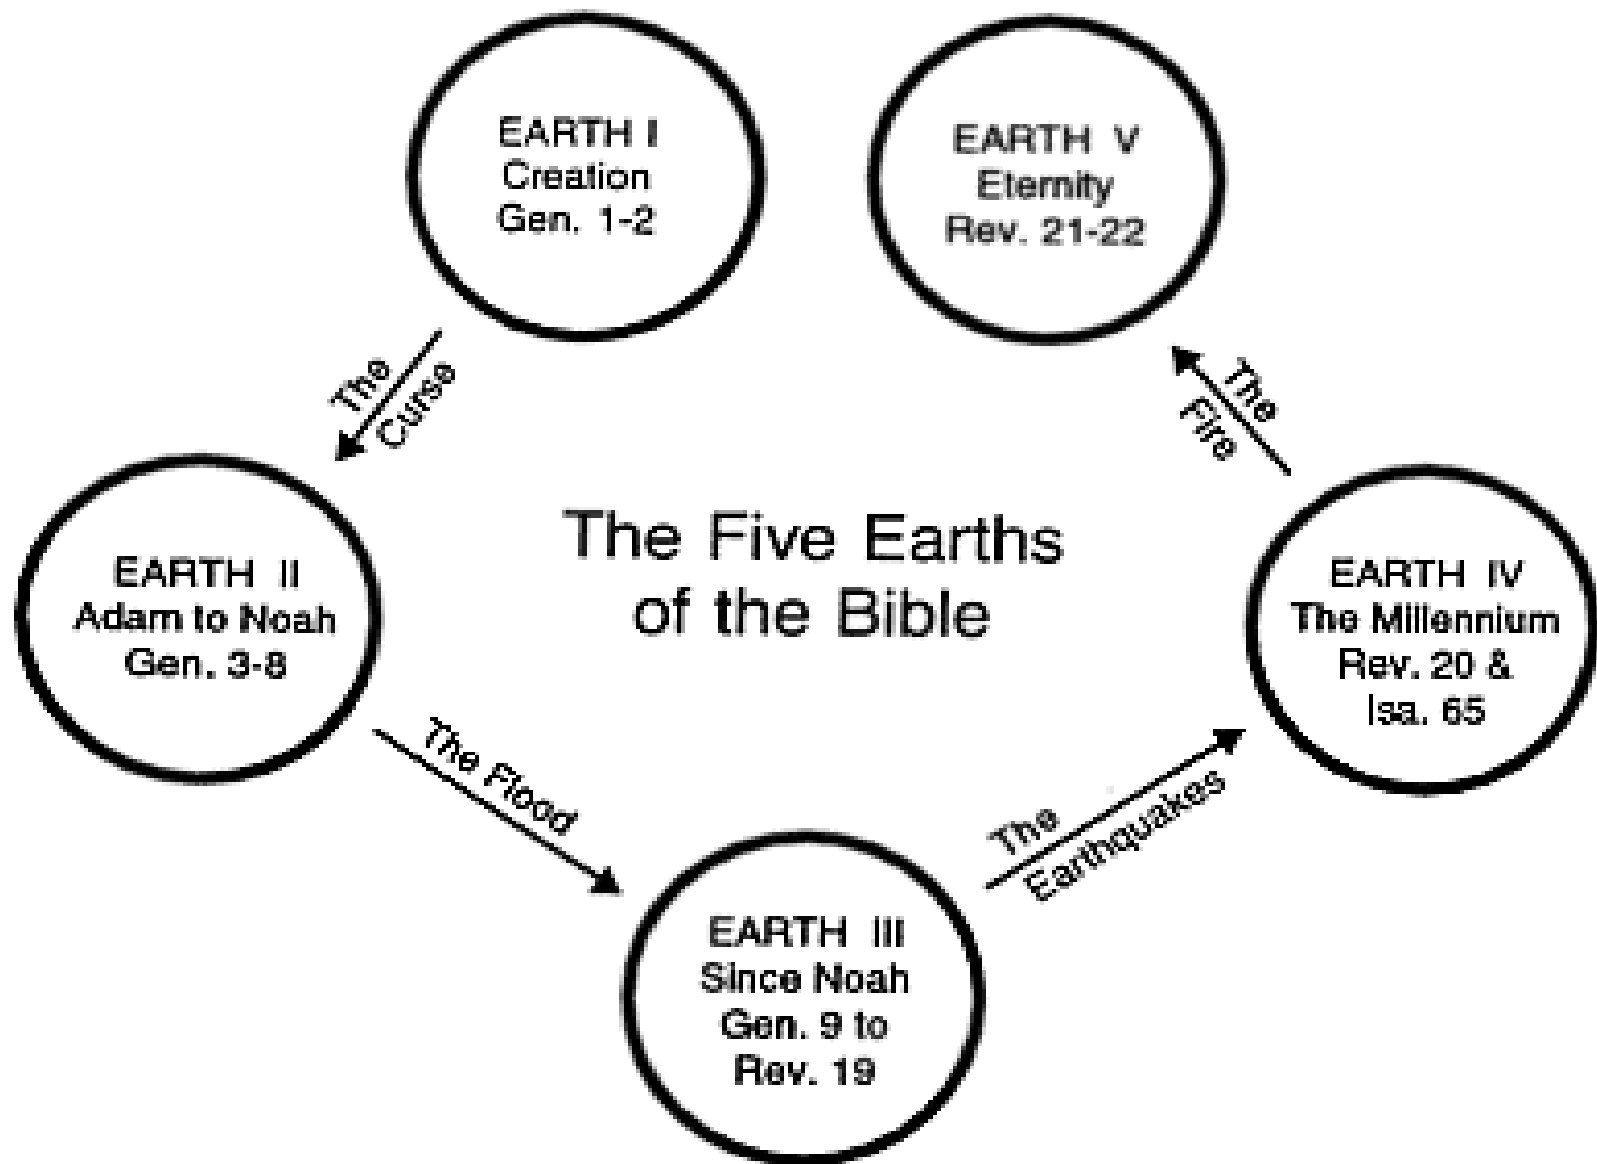 EARTH I
Creation
Gen. 1-2
EARTH V
Eternity
Rev. 21-22
The
Curse
The
Fire
The Five Earths
of the Bible
EARTH II
Adam to Noah
Gen. 3-8
EARTH IV
The Millennium
Rev. 20 &
Isa. 65
The Flood
The
Earthquakes
EARTH III
Since Noah
Gen. 9 to
Rev. 19